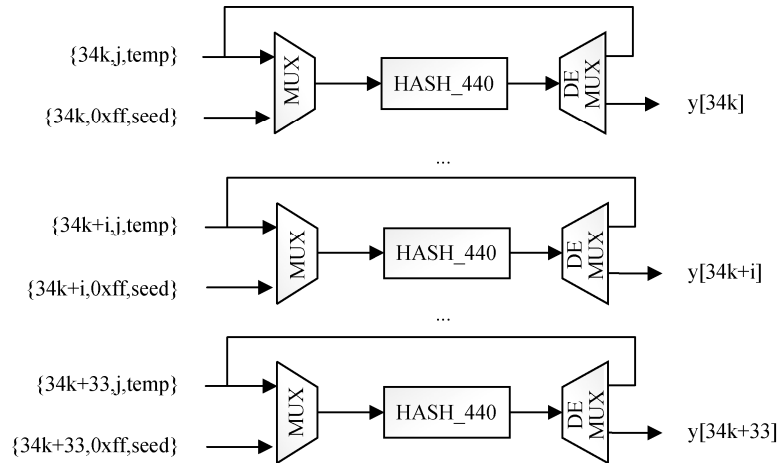 {34k,j,temp}
MUX
HASH_440
DE
MUX
{34k,0xff,seed}
y[34k]
...
{34k+i,j,temp}
MUX
HASH_440
DE
MUX
{34k+i,0xff,seed}
y[34k+i]
...
{34k+33,j,temp}
MUX
HASH_440
DE
MUX
{34k+33,0xff,seed}
y[34k+33]